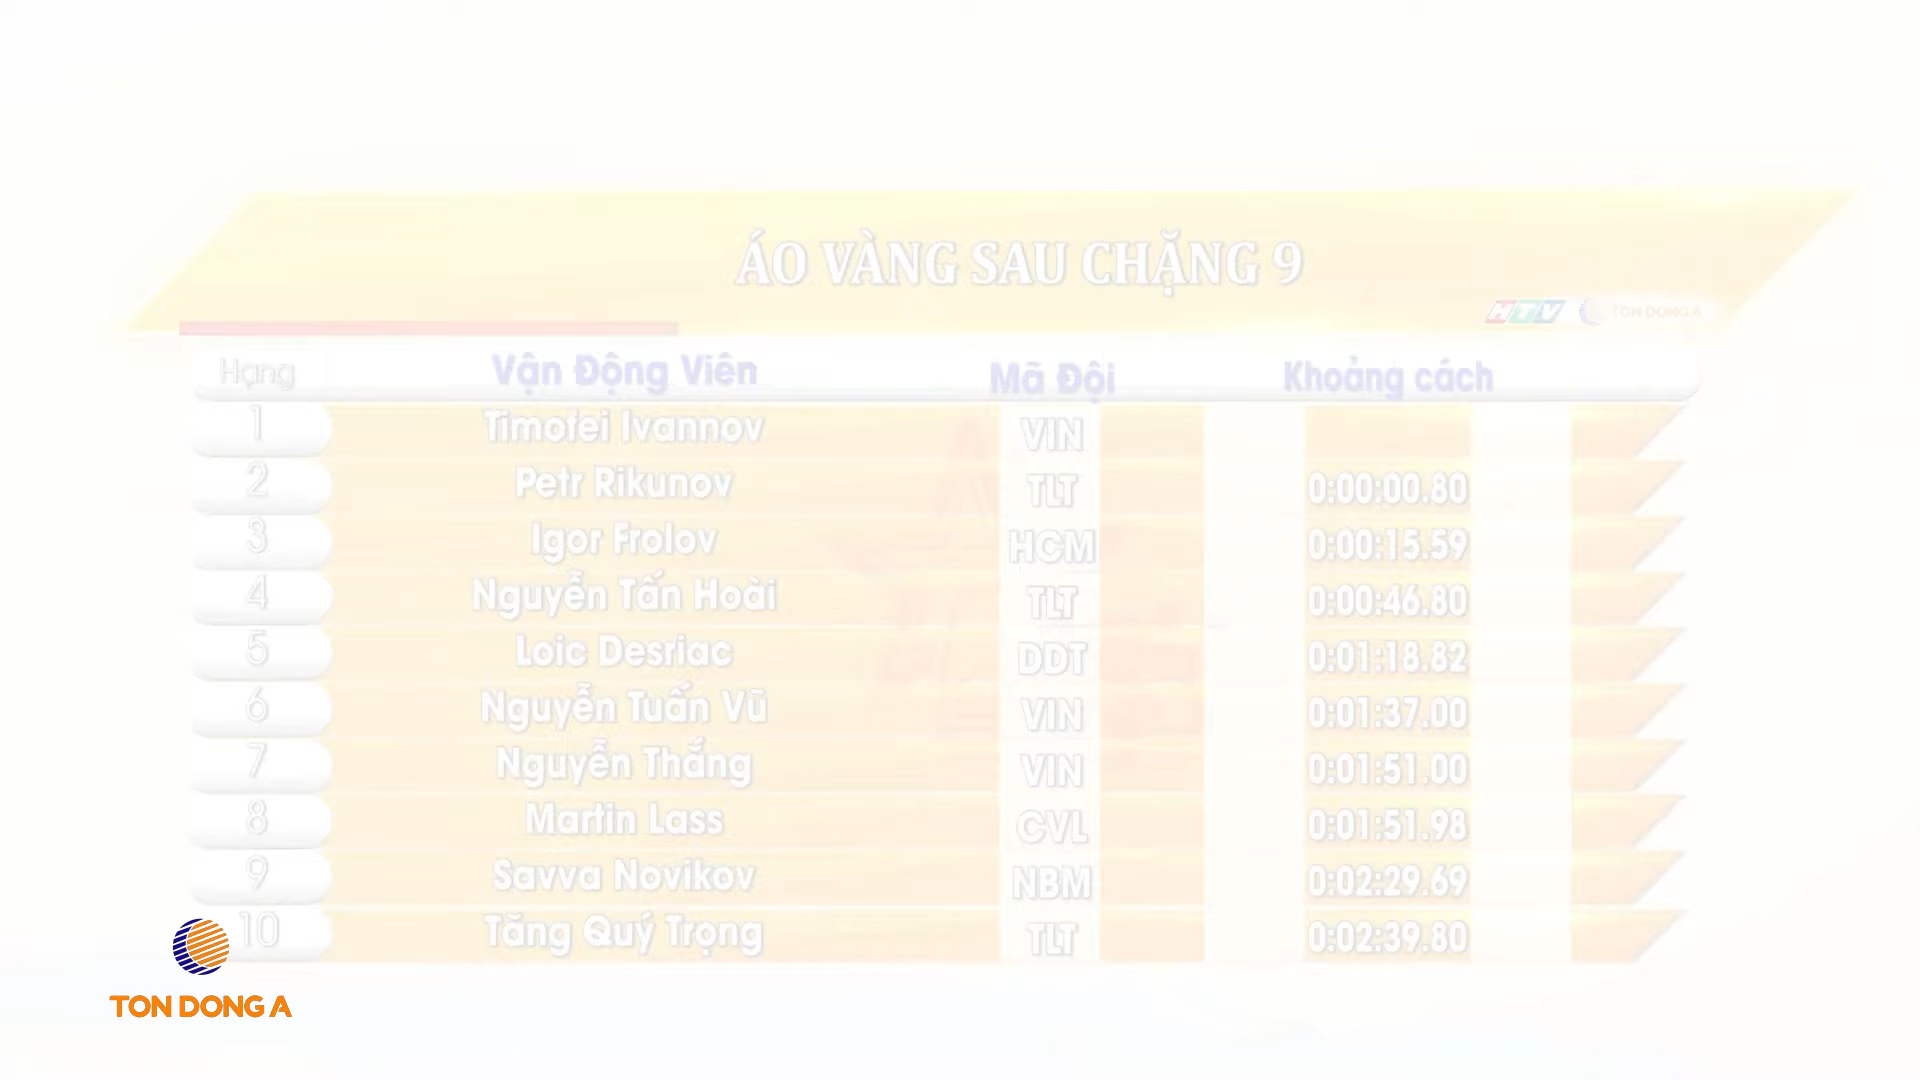 ÁO VÀNG SAU CHẶNG 9
HTV TON DONG A
Hạng Vận Động Viên Mã Đội Khoảng cách
1 Timofei Ivannov VIN
2 Petr Rikunov TLT 0:00:00.80
3 Igor Frolov HCM 0:00:15.59
4 Nguyễn Tấn Hoài TLT 0:00:46.80
5 Loic Desriac DDT 0:01:18.82
6 Nguyễn Tuấn Vũ VIN 0:01:37.00
7 Nguyễn Thắng VIN 0:01:51.00
8 Martin Lass CVL 0:01:51.98
9 Savva Novikov NBM 0:02:29.69
10 Tăng Quý Trọng TLT 0:02:39.80
TON DONG A